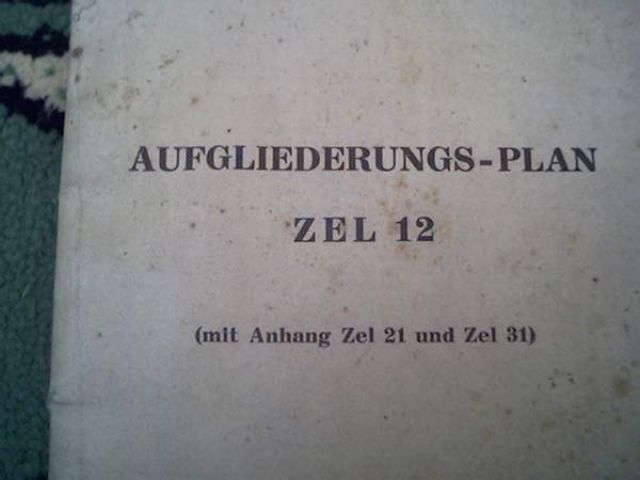 AUFGLIEDERUNGS-PLAN
ZEL 12
(mit Anhang Zel 21 und Zel 31)